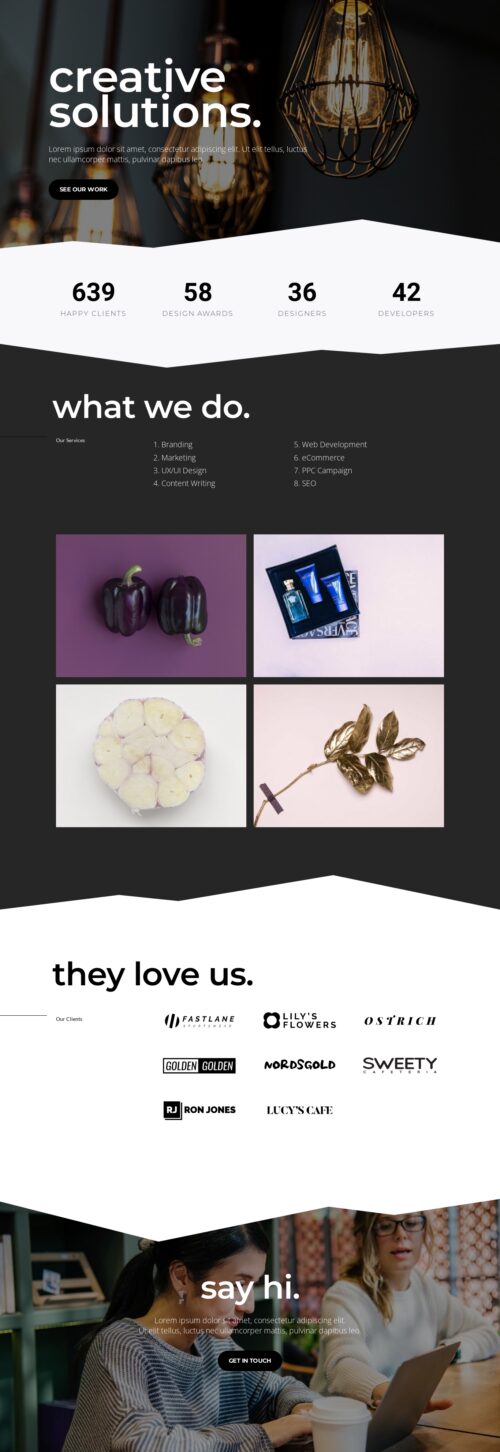 creative
solutions.
Lorem ipsum dolor sit amet, consectetur adipiscing elit. Ut elit tellus, luctus
nec ullamcorper mattis, pulvinar dapibus leo.
SEE OUR WORK
639
58
36
42
HAPPY CLIENTS
DESIGN AWARDS
DESIGNERS
DEVELOPERS
what we do.
Our Services
1. Branding
2. Marketing
3. UX/UI Design
4. Content Writing
5. Web Development
6. eCommerce
7. PPC Campaign
8. SEO
they love us.
Our Clients
FASTLANE
SPORTSWEAR
LILY'S
FLOWERS
OSTRICH
GOLDEN GOLDEN
NORDSGOLD
SWEETY
CAFETERIA
RJ RON JONES
LUCY'S CAFE
say hi.
Lorem ipsum dolor sit amet, consectetur adipiscing elit.
Ut elit tellus, luctus nec ullamcorper mattis, pulvinar dapibus leo.
GET IN TOUCH